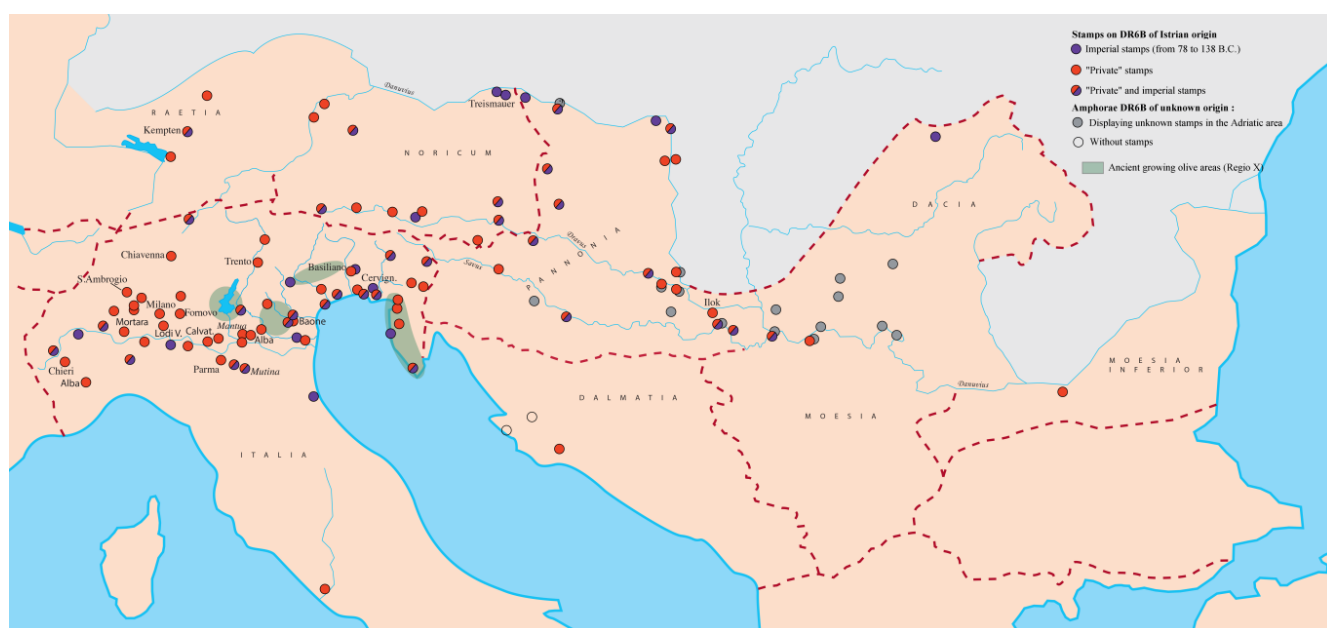 Stamps on DR6B of Istrian origin
Imperial stamps (from 78 to 138 B.C.)
"Private" stamps
"Private" and imperial stamps
Amphorae DR6B of unknown origin :
Displaying unknown stamps in the Adriatic area
Without stamps
Ancient growing olive areas (Regio X)
Danuvius
Treismauer
RAETIA
Kempten
NORICUM
DACIA
PANNONIA
Dravus
Savus
Chiavenna
Trento
Basiliano
Cervign.
S.Ambrogio
Milano
Fornovo
Mortara
Lodi V.
Calvat.
Mantua
Alba
Baone
Ilok
Chieri
Alba
Parma
Mutina
MOESIA
INFERIOR
Danuvius
DALMATIA
MOESIA
ITALIA